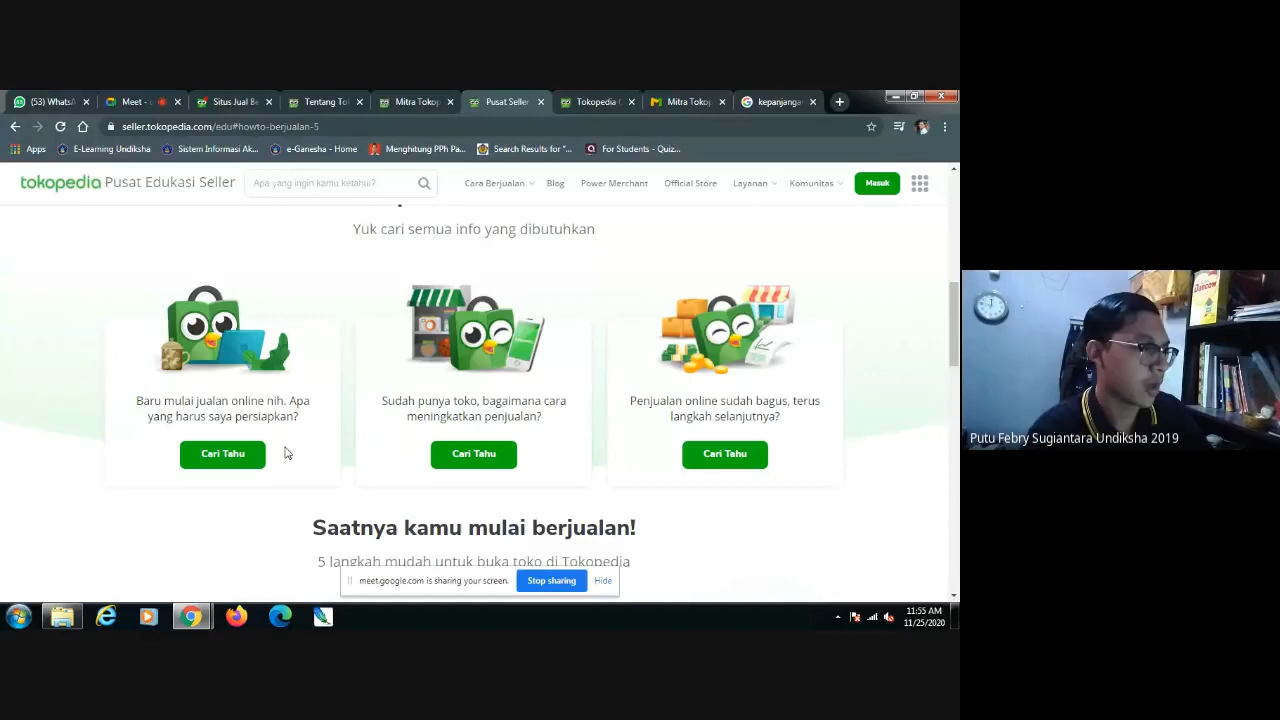 (53) WhatsA
Meet -
Situs Jual Be
Tentang To
Mitra Tokop
Pusat Seller
Tokopedia
Mitra Tokop
kepanjangan
seller.tokopedia.com/edu#howto-berjualan-5
Apps
E-Learning Undiksha
Sistem Informasi Ak...
e-Ganesha - Home
Menghitung PPh Pa...
Search Results for "...
For Students - Quiz...
tokopedia Pusat Edukasi Seller
Apa yang ingin kamu ketahui?
Cara Berjualan
Blog
Power Merchant
Official Store
Layanan
Komunitas
Masuk
Yuk cari semua info yang dibutuhkan
Baru mulai jualan online nih. Apa
yang harus saya persiapkan?
Cari Tahu
Sudah punya toko, bagaimana cara
meningkatkan penjualan?
Cari Tahu
Penjualan online sudah bagus, terus
langkah selanjutnya?
Cari Tahu
Saatnya kamu mulai berjualan!
5 langkah mudah untuk buka toko di Tokopedia
meet.google.com is sharing your screen.
Stop sharing
Hide
11:55 AM
11/25/2020
Dancow
Putu Febry Sugiantara Undiksha 2019